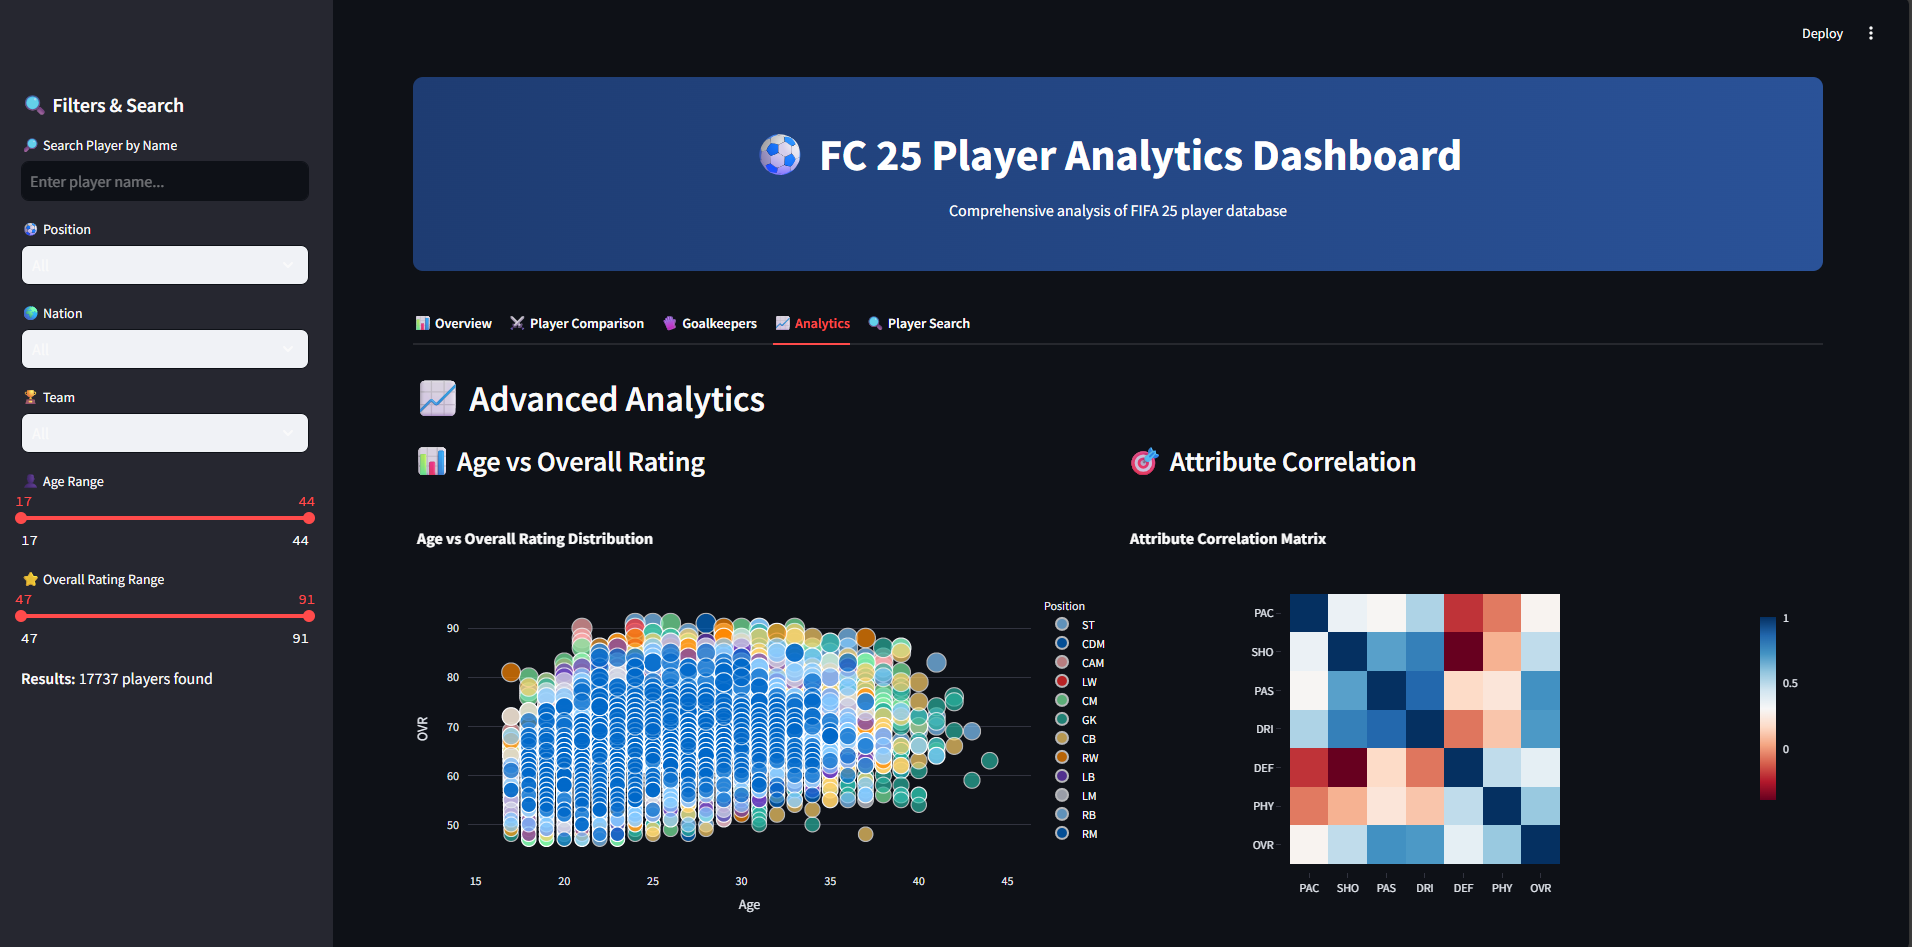 Deploy
Filters & Search
Search Player by Name
Enter player name...
Position
All
Nation
All
Team
All
Age Range
17 44
17 44
Overall Rating Range
47 91
47 91
Results: 17737 players found
FC 25 Player Analytics Dashboard
Comprehensive analysis of FIFA 25 player database
Overview Player Comparison Goalkeepers Analytics Player Search
Advanced Analytics
Age vs Overall Rating
Age vs Overall Rating Distribution
OVR
90
80
70
60
50
15 20 25 30 35 40 45
Age
Position
ST
CDM
CAM
LW
CM
GK
CB
RW
LB
LM
RB
RM
Attribute Correlation
Attribute Correlation Matrix
PAC
SHO
PAS
DRI
DEF
PHY
OVR
PAC SHO PAS DRI DEF PHY OVR
1
0.5
0